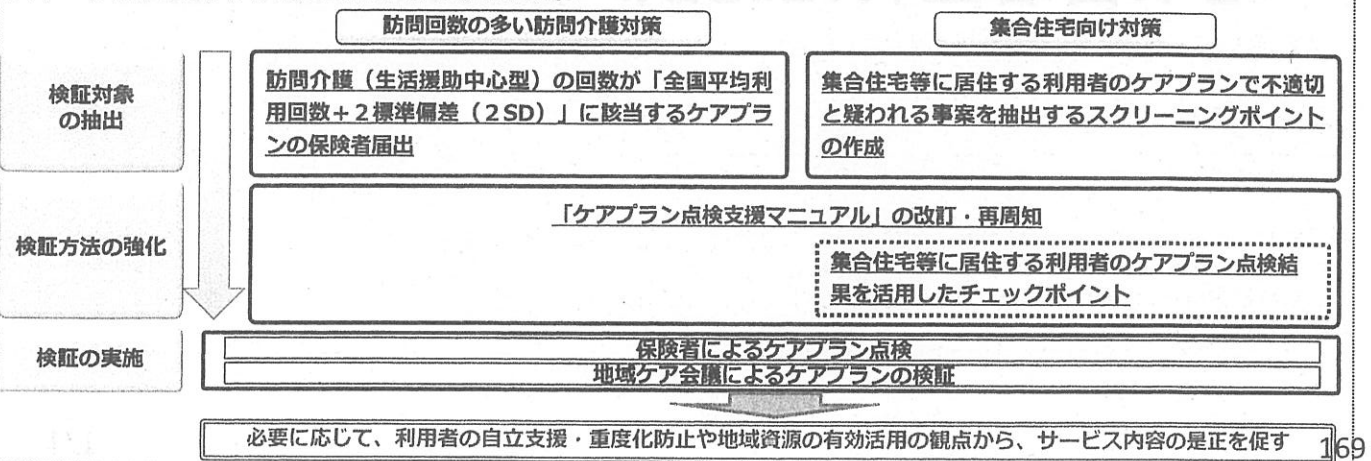 訪問回数の多い訪問介護対策
集合住宅向け対策
検証対象
の抽出
訪問介護（生活援助中心型）の回数が「全国平均利
用回数＋２標準偏差（２SD）」に該当するケアプラ
ンの保険者届出
集合住宅等に居住する利用者のケアプランで不適切
と疑われる事案を抽出するスクリーニングポイント
の作成
検証方法の強化
「ケアプラン点検支援マニュアル」の改訂・再周知
集合住宅等に居住する利用者のケアプラン点検結
果を活用したチェックポイント
検証の実施
保険者によるケアプラン点検
地域ケア会議によるケアプランの検証
必要に応じて、利用者の自立支援・重度化防止や地域資源の有効活用の観点から、サービス内容の是正を促す
169